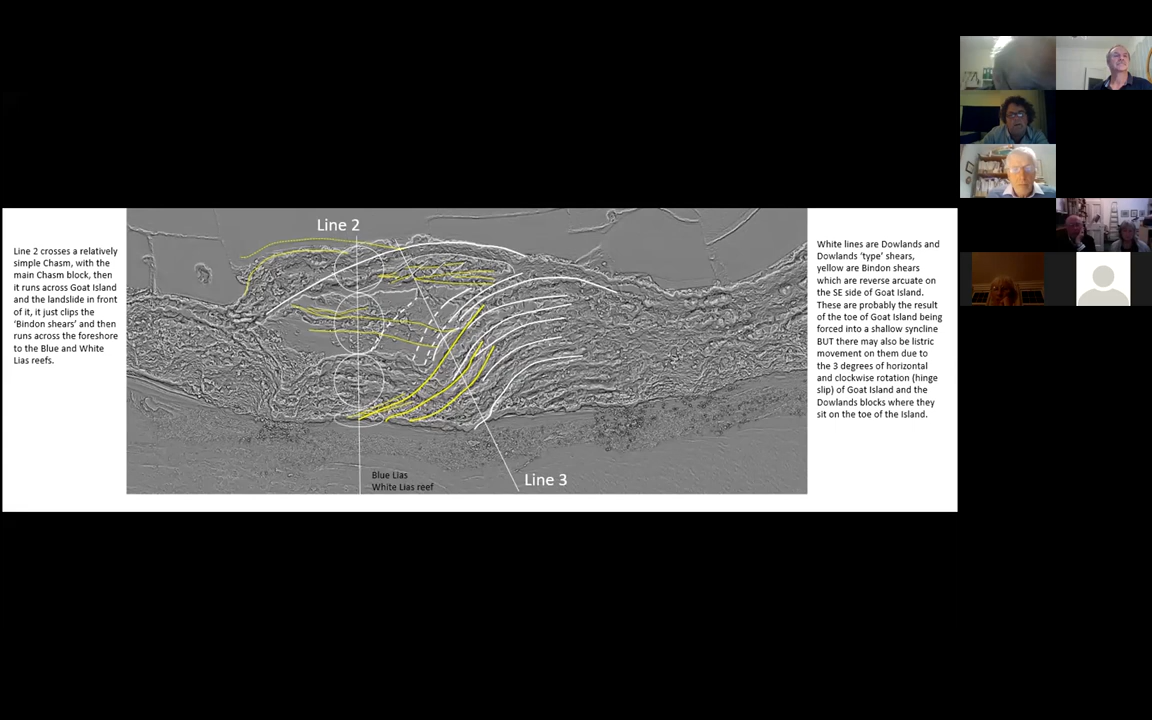 Line 2
Line 2 crosses a relatively
simple Chasm, with the
main Chasm block, then
it runs across Goat Island
and the landslide in front
of it, it just clips the
‘Bindon shears’ and then
runs across the foreshore
to the Blue and White
Lias reefs.
White lines are Dowlands and
Dowlands ‘type’ shears,
yellow are Bindon shears
which are reverse arcuate on
the SE side of Goat Island.
These are probably the result
of the toe of Goat Island being
forced into a shallow syncline
BUT there may also be listric
movement on them due to
the 3 degrees of horizontal
and clockwise rotation (hinge
slip) of Goat Island and the
Dowlands blocks where they
sit on the toe of the Island.
Blue Lias
White Lias reef
Line 3